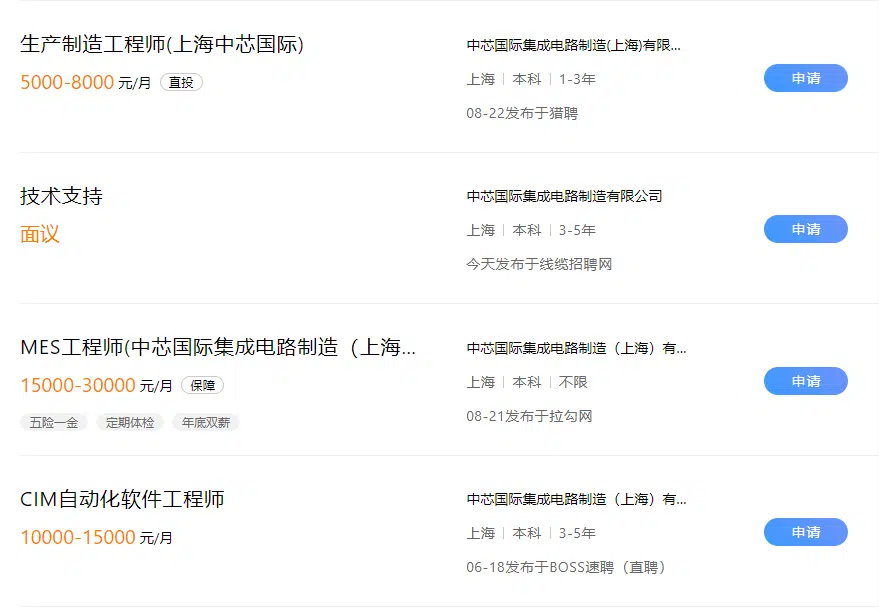 生产制造工程师(上海中芯国际)
5000-8000 元/月 直投
中芯国际集成电路制造(上海)有限...
上海 | 本科 | 1-3年
08-22发布于猎聘
申请
技术支持
面议
中芯国际集成电路制造有限公司
上海 | 本科 | 3-5年
今天发布于线缆招聘网
申请
MES工程师(中芯国际集成电路制造（上海...
15000-30000 元/月 保障
五险一金 定期体检 年底双薪
中芯国际集成电路制造（上海）有...
上海 | 本科 | 不限
08-21发布于拉勾网
申请
CIM自动化软件工程师
10000-15000 元/月
中芯国际集成电路制造（上海）有...
上海 | 本科 | 3-5年
06-18发布于BOSS速聘（直聘）
申请